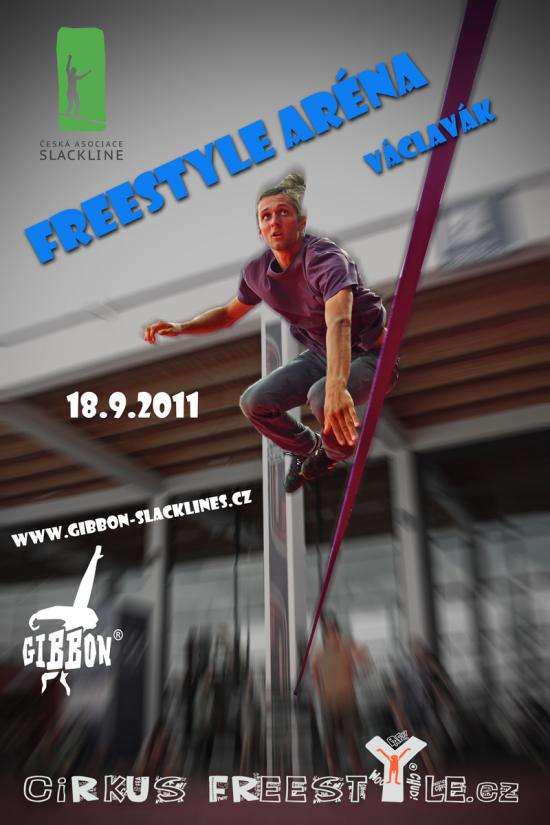 ČESKÁ ASOCIACE
SLACKLINE
FREESTYLE ARÉNA
VÁCLAVÁK
18.9.2011
WWW.GIBBON-SLACKLINES.CZ
GIBBON®
CiRKUS FREESTYLE.cz